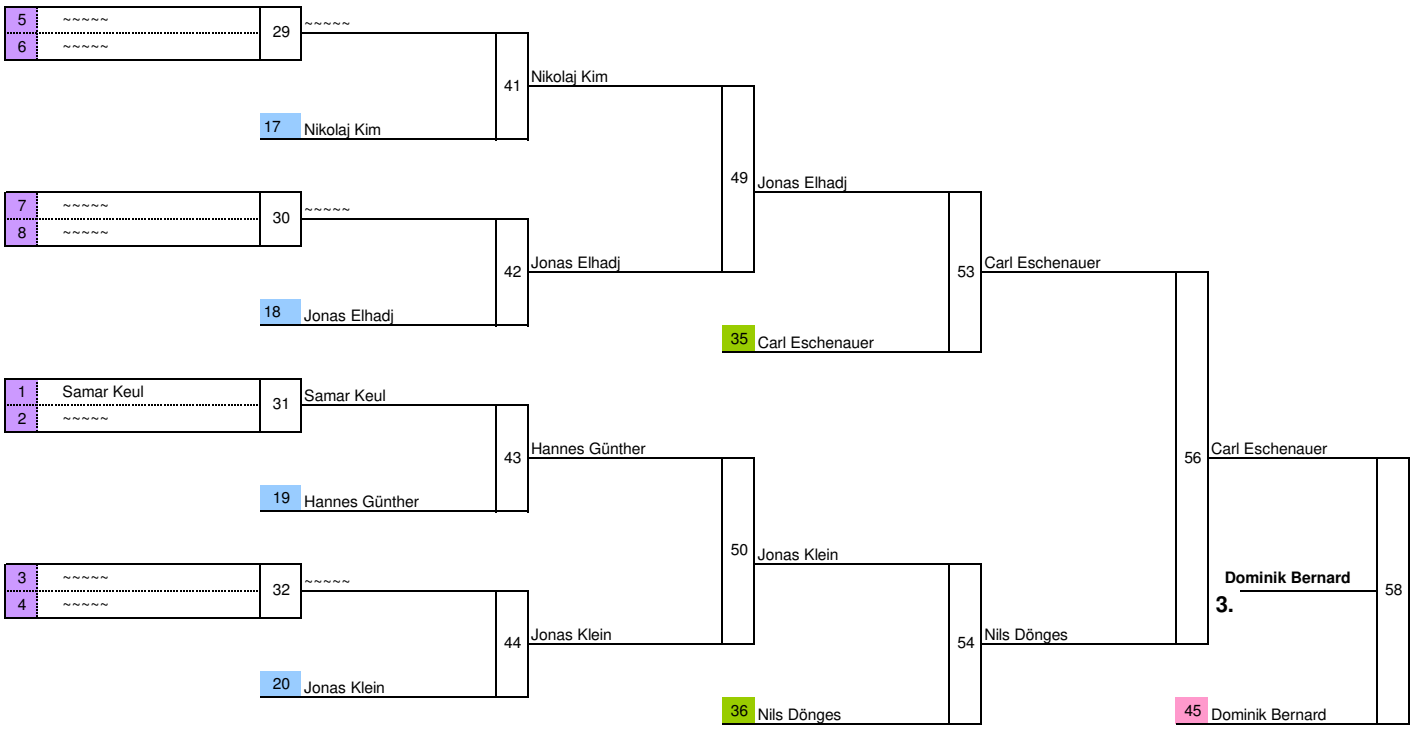 5 ~~~~~ 29 ~~~~~
6 ~~~~~
41 Nikolaj Kim
17 Nikolaj Kim
49 Jonas Elhadj
7 ~~~~~ 30 ~~~~~
8 ~~~~~
42 Jonas Elhadj
53 Carl Eschenauer
18 Jonas Elhadj
35 Carl Eschenauer
1 Samar Keul 31 Samar Keul
2 ~~~~~
43 Hannes Günther
56 Carl Eschenauer
19 Hannes Günther
50 Jonas Klein
3 ~~~~~ 32 ~~~~~
4 ~~~~~
Dominik Bernard 58
3.
44 Jonas Klein
54 Nils Dönges
20 Jonas Klein
36 Nils Dönges
45 Dominik Bernard